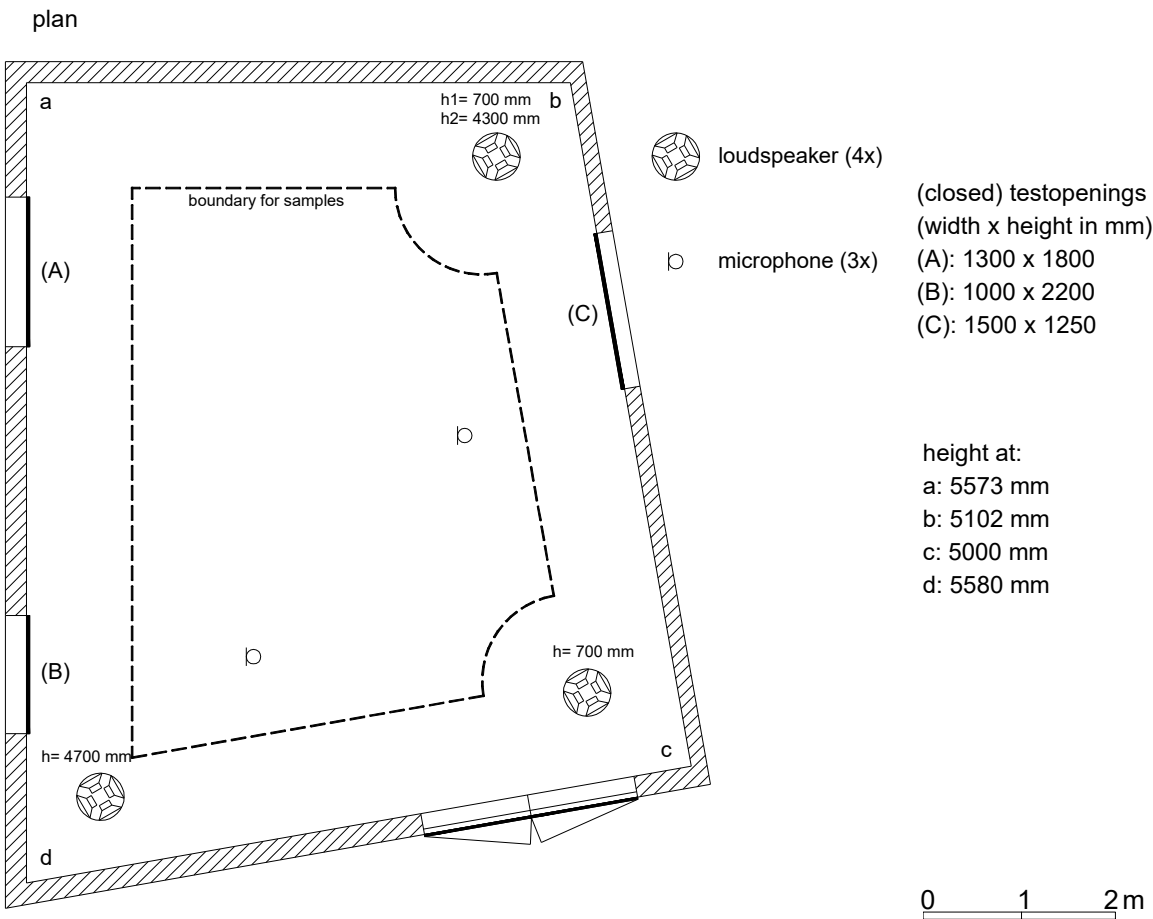 plan
a
h1= 700 mm
h2= 4300 mm
b
loudspeaker (4x)
boundary for samples
(A)
microphone (3x)
(C)
(closed) testopenings
(width x height in mm)
(A): 1300 x 1800
(B): 1000 x 2200
(C): 1500 x 1250
height at:
a: 5573 mm
b: 5102 mm
c: 5000 mm
d: 5580 mm
(B)
h= 700 mm
h= 4700 mm
c
d
0 1 2 m